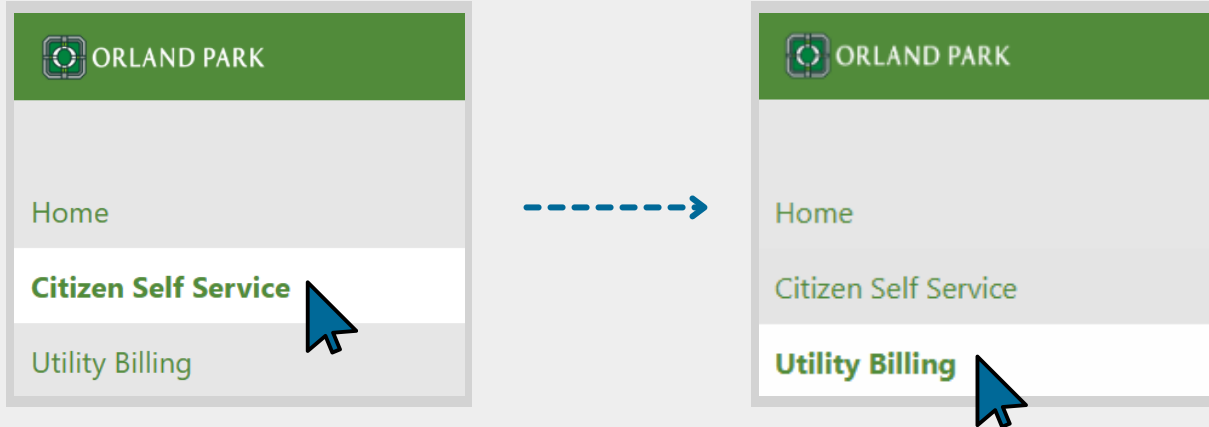 ORLAND PARK
Home
Citizen Self Service
Utility Billing
ORLAND PARK
Home
Citizen Self Service
Utility Billing